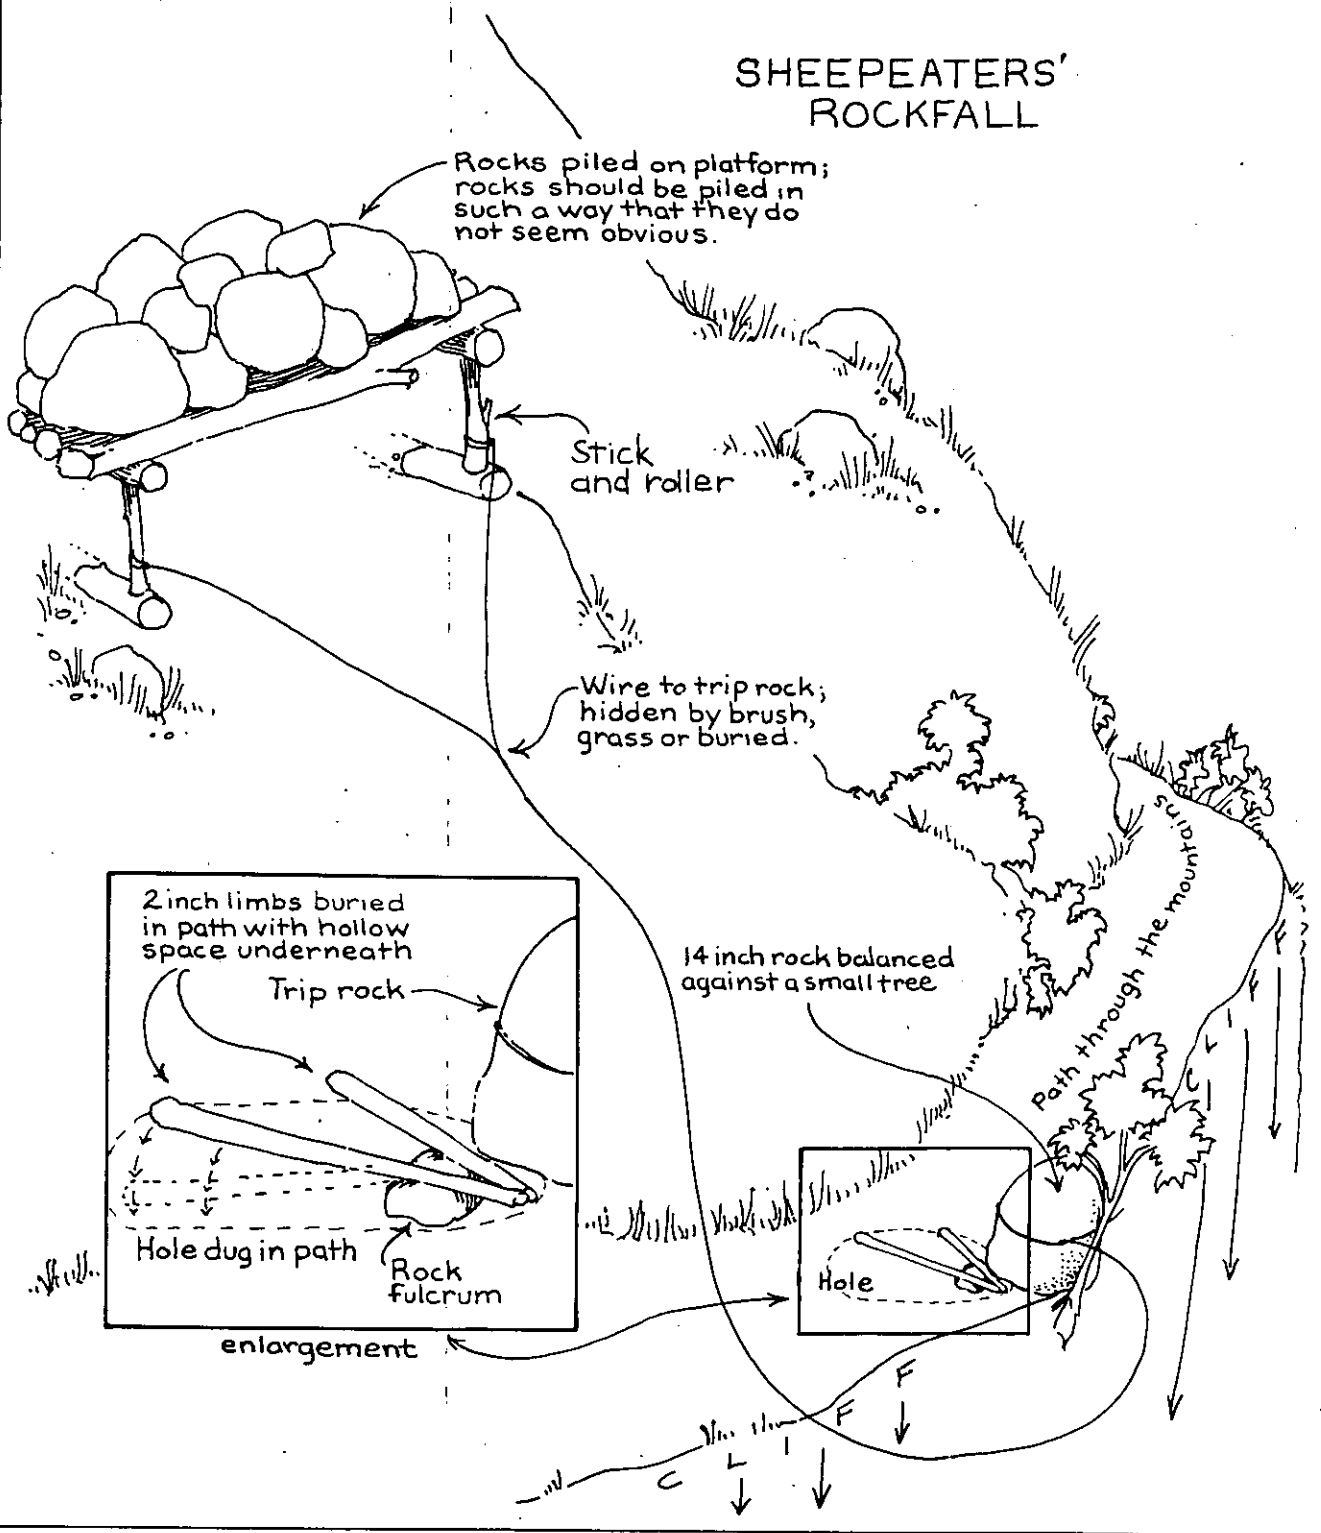 SHEEPEATERS'
ROCKFALL
Rocks piled on platform;
rocks should be piled in
such a way that they do
not seem obvious.
Stick
and roller
Wire to trip rock;
hidden by brush,
grass or buried.
Path through the mountains
14 inch rock balanced
against a small tree
2 inch limbs buried
in path with hollow
space underneath
Trip rock
Hole dug in path
Rock
fulcrum
enlargement
Hole
CLIFF
CLIFF